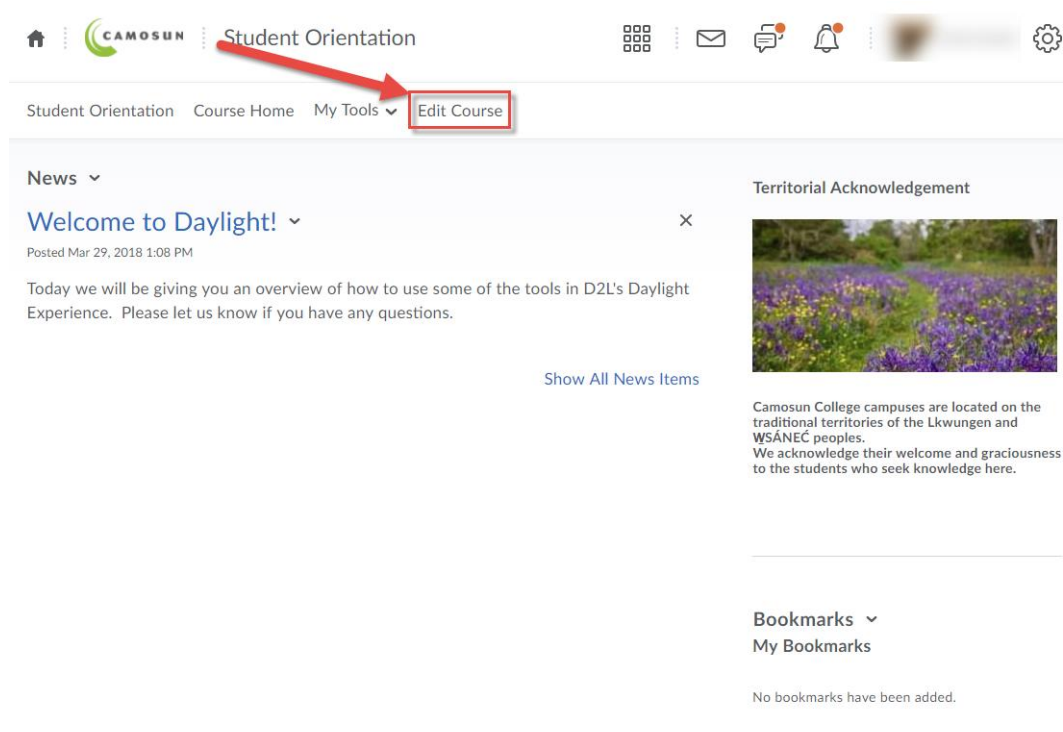 CAMOSUN
Student Orientation
Student Orientation Course Home My Tools Edit Course
News
Welcome to Daylight!
Posted Mar 29, 2018 1:08 PM
Today we will be giving you an overview of how to use some of the tools in D2L's Daylight
Experience. Please let us know if you have any questions.
Show All News Items
Territorial Acknowledgement
Camosun College campuses are located on the
traditional territories of the Lkwungen and
W̱SÁNEĆ peoples.
We acknowledge their welcome and graciousness
to the students who seek knowledge here.
Bookmarks
My Bookmarks
No bookmarks have been added.